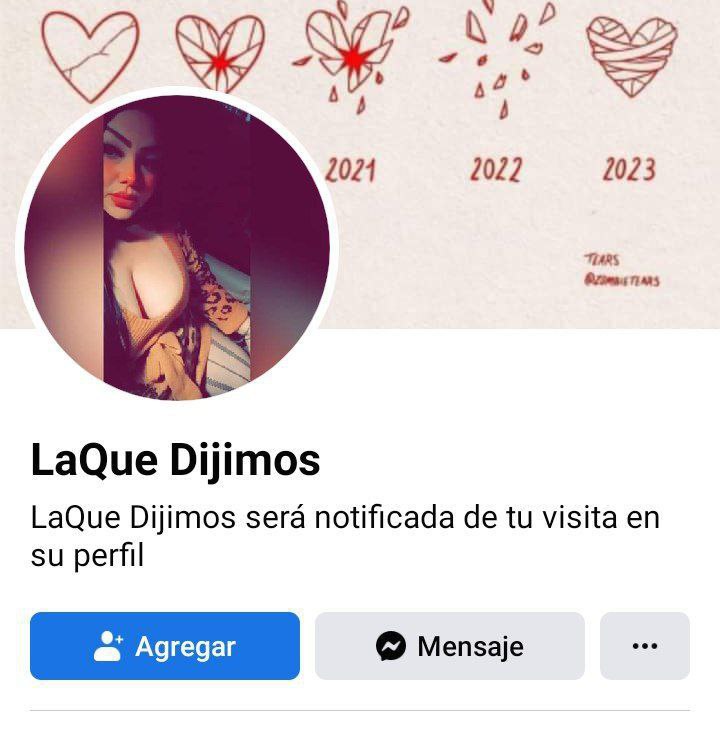 2021 2022 2023
TEARS
@ZOMBIETEARS
LaQue Dijimos
LaQue Dijimos será notificada de tu visita en
su perfil
Agregar Mensaje ...